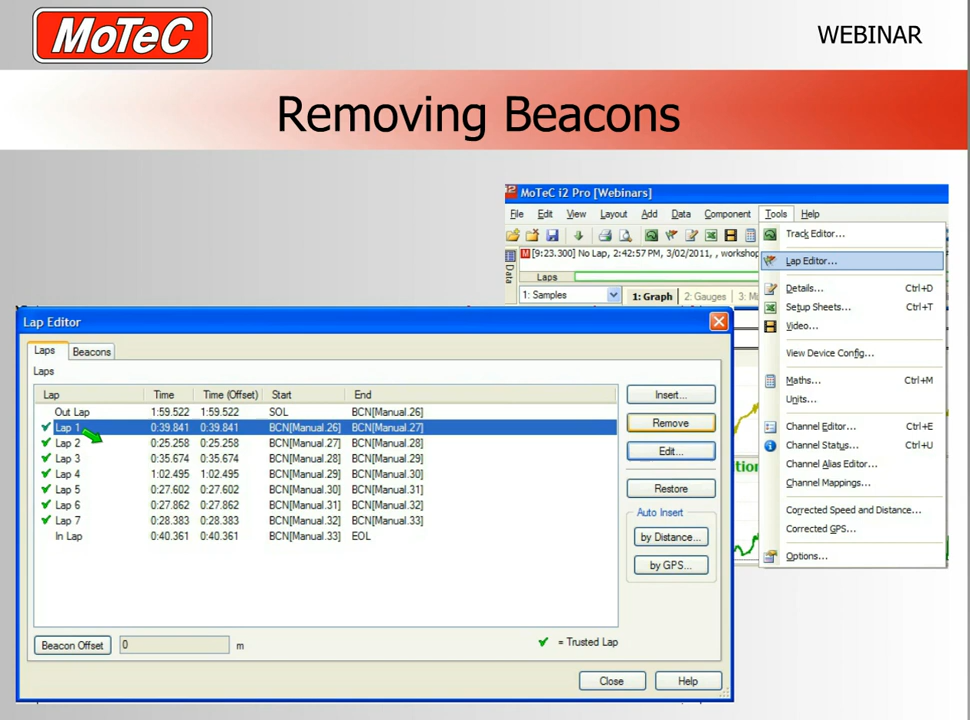 MoTeC
WEBINAR
Removing Beacons
MoTeC i2 Pro [Webinars]
File Edit View Layout Add Data Component Tools Help
[9:23.300] No Lap, 2:42:57 PM, 3/02/2011, , workshop
Laps
Data
1: Samples 1: Graph 2: Gauges
Track Editor...
Lap Editor...
Details... Ctrl+D
Setup Sheets... Ctrl+T
Video...
View Device Config...
Maths... Ctrl+M
Units...
Channel Editor... Ctrl+E
Channel Status... Ctrl+U
Channel Alias Editor...
Channel Mappings...
Corrected Speed and Distance...
Corrected GPS...
Options...
Lap Editor
Laps Beacons
Laps
Lap Time Time (Offset) Start End
Out Lap 1:59.522 1:59.522 SOL BCN[Manual.26]
Lap 1 0:39.841 0:39.841 BCN[Manual.26] BCN[Manual.27]
Lap 2 0:25.258 0:25.258 BCN[Manual.27] BCN[Manual.28]
Lap 3 0:35.674 0:35.674 BCN[Manual.28] BCN[Manual.29]
Lap 4 1:02.495 1:02.495 BCN[Manual.29] BCN[Manual.30]
Lap 5 0:27.602 0:27.602 BCN[Manual.30] BCN[Manual.31]
Lap 6 0:27.862 0:27.862 BCN[Manual.31] BCN[Manual.32]
Lap 7 0:28.383 0:28.383 BCN[Manual.32] BCN[Manual.33]
In Lap 0:40.361 0:40.361 BCN[Manual.33] EOL
Insert...
Remove
Edit...
Restore
Auto Insert
by Distance...
by GPS...
Beacon Offset 0 m
= Trusted Lap
Close Help